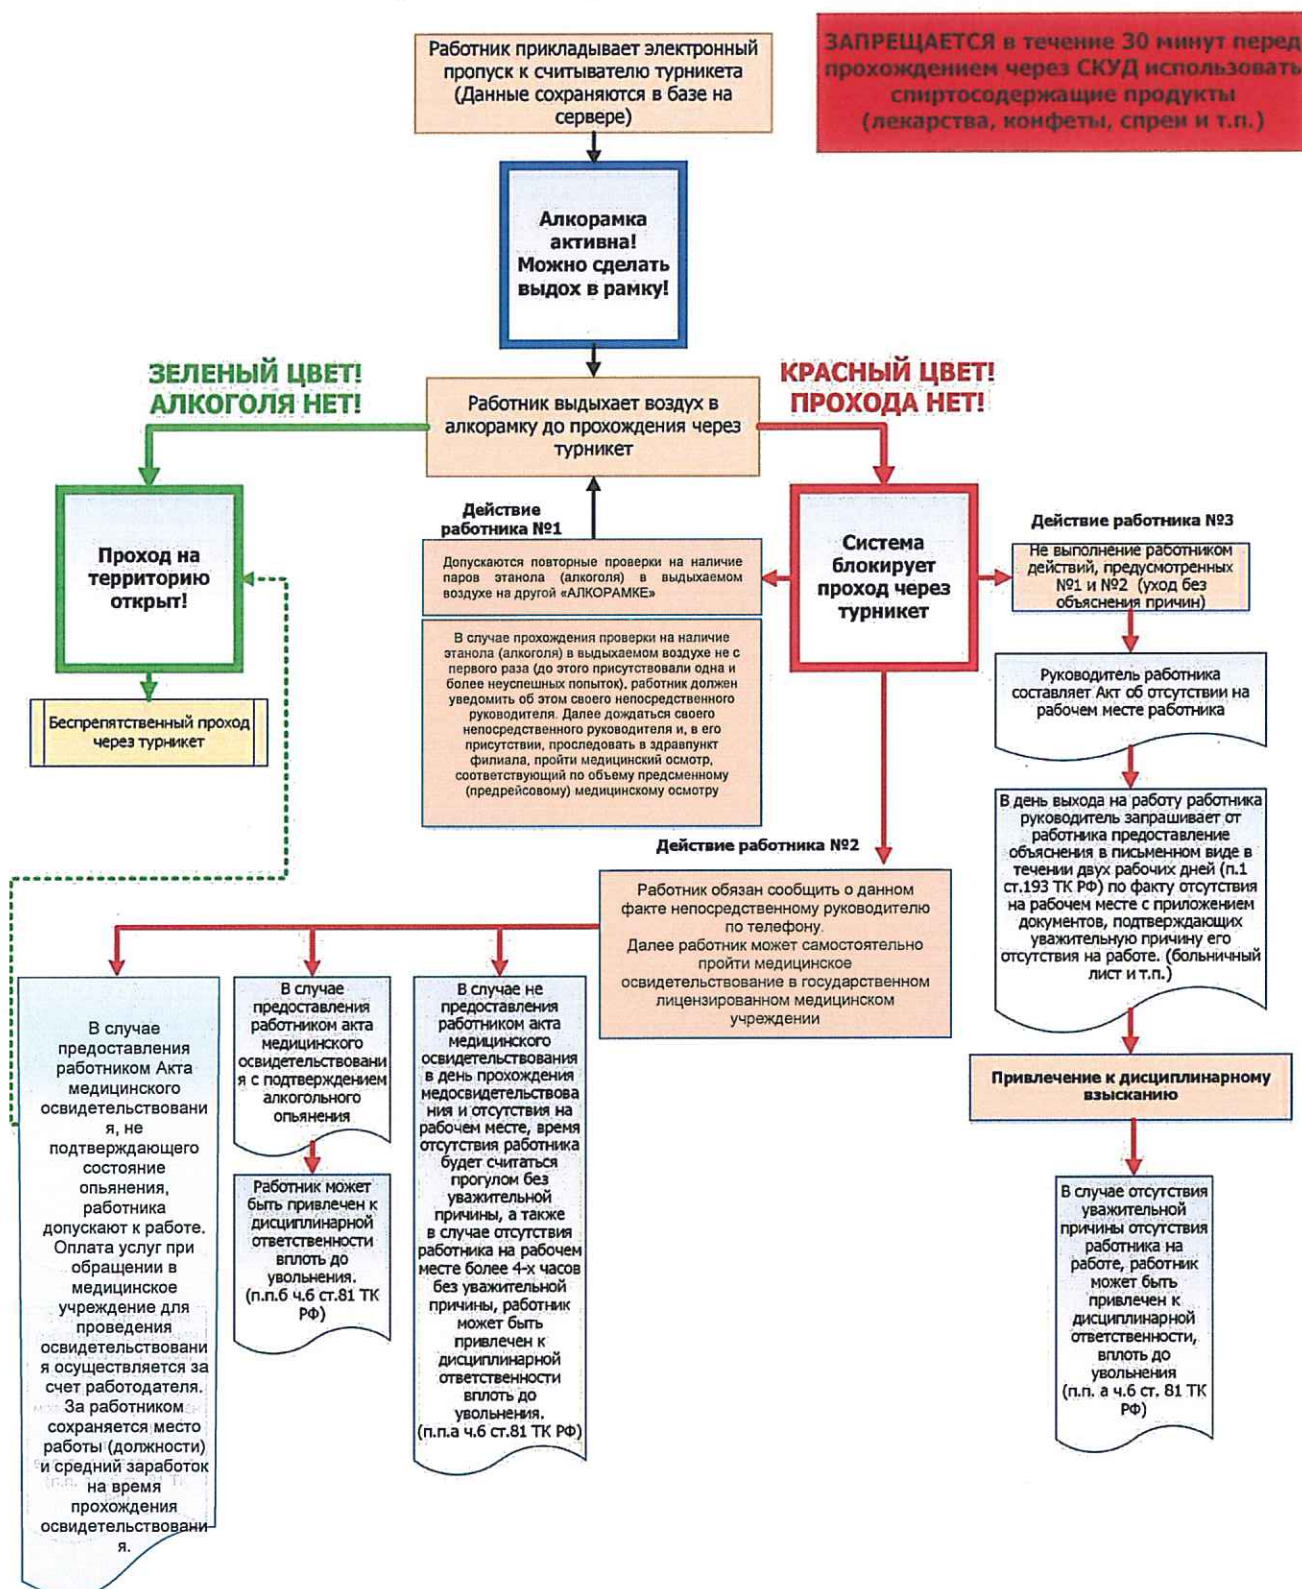 Работник прикладывает электронный
пропуск к считывателю турникета
(Данные сохраняются в базе на
сервере)
ЗАПРЕЩАЕТСЯ в течение 30 минут перед
прохождением через СКУД использовать
спиртосодержащие продукты
(лекарства, конфеты, спреи и т.п.)
Алкорамка
активна!
Можно сделать
выдох в рамку!
ЗЕЛЕНЫЙ ЦВЕТ!
АЛКОГОЛЯ НЕТ!
Работник выдыхает воздух в
алкорамку до прохождения через
турникет
КРАСНЫЙ ЦВЕТ!
ПРОХОДА НЕТ!
Проход на
территорию
открыт!
Беспрепятственный проход
через турникет
Действие
работника №1
Допускаются повторные проверки на наличие
паров этанола (алкоголя) в выдыхаемом
воздухе на другой «АЛКОРАМКЕ»
В случае прохождения проверки на наличие
этанола (алкоголя) в выдыхаемом воздухе не с
первого раза (до этого присутствовали одна и
более неуспешных попыток), работник должен
уведомить об этом своего непосредственного
руководителя. Далее дождаться своего
непосредственного руководителя и, в его
присутствии, проследовать в здравпункт
филиала, пройти медицинский осмотр,
соответствующий по объему предсменному
(предрейсовому) медицинскому осмотру
Система
блокирует
проход через
турникет
Действие работника №3
Не выполнение работником
действий, предусмотренных
№1 и №2 (уход без
объяснения причин)
Руководитель работника
составляет Акт об отсутствии на
рабочем месте работника
В день выхода на работу работника
руководитель запрашивает от
работника предоставление
объяснения в письменном виде в
течении двух рабочих дней (п.1
ст.193 ТК РФ) по факту отсутствия
на рабочем месте с приложением
документов, подтверждающих
уважительную причину его
отсутствия на работе. (больничный
лист и т.п.)
Привлечение к дисциплинарному
взысканию
В случае отсутствия
уважительной
причины отсутствия
работника на
работе, работник
может быть
привлечен к
дисциплинарной
ответственности,
вплоть до
увольнения
(п.п. а ч.6 ст. 81 ТК
РФ)
Действие работника №2
Работник обязан сообщить о данном
факте непосредственному руководителю
по телефону.
Далее работник может самостоятельно
пройти медицинское
освидетельствование в государственном
лицензированном медицинском
учреждении
В случае
предоставления
работником Акта
медицинского
освидетельствовани
я, не
подтверждающего
состояние
опьянения,
работника
допускают к работе.
Оплата услуг при
обращении в
медицинское
учреждение для
проведения
освидетельствовани
я осуществляется за
счет работодателя.
За работником
сохраняется место
работы (должности)
и средний заработок
на время
прохождения
освидетельствовани
я.
В случае
предоставления
работником акта
медицинского
освидетельствовани
я с подтверждением
алкогольного
опьянения
Работник может
быть привлечен к
дисциплинарной
ответственности
вплоть до
увольнения.
(п.п.б ч.6 ст.81 ТК
РФ)
В случае не
предоставления
работником акта
медицинского
освидетельствования
в день прохождения
медосвидетельствова
ния и отсутствия на
рабочем месте, время
отсутствия работника
будет считаться
прогулом без
уважительной
причины, а также
в случае отсутствия
работника на рабочем
месте более 4-х часов
без уважительной
причины, работник
может быть
привлечен к
дисциплинарной
ответственности
вплоть до
увольнения.
(п.п.а ч.6 ст.81 ТК РФ)